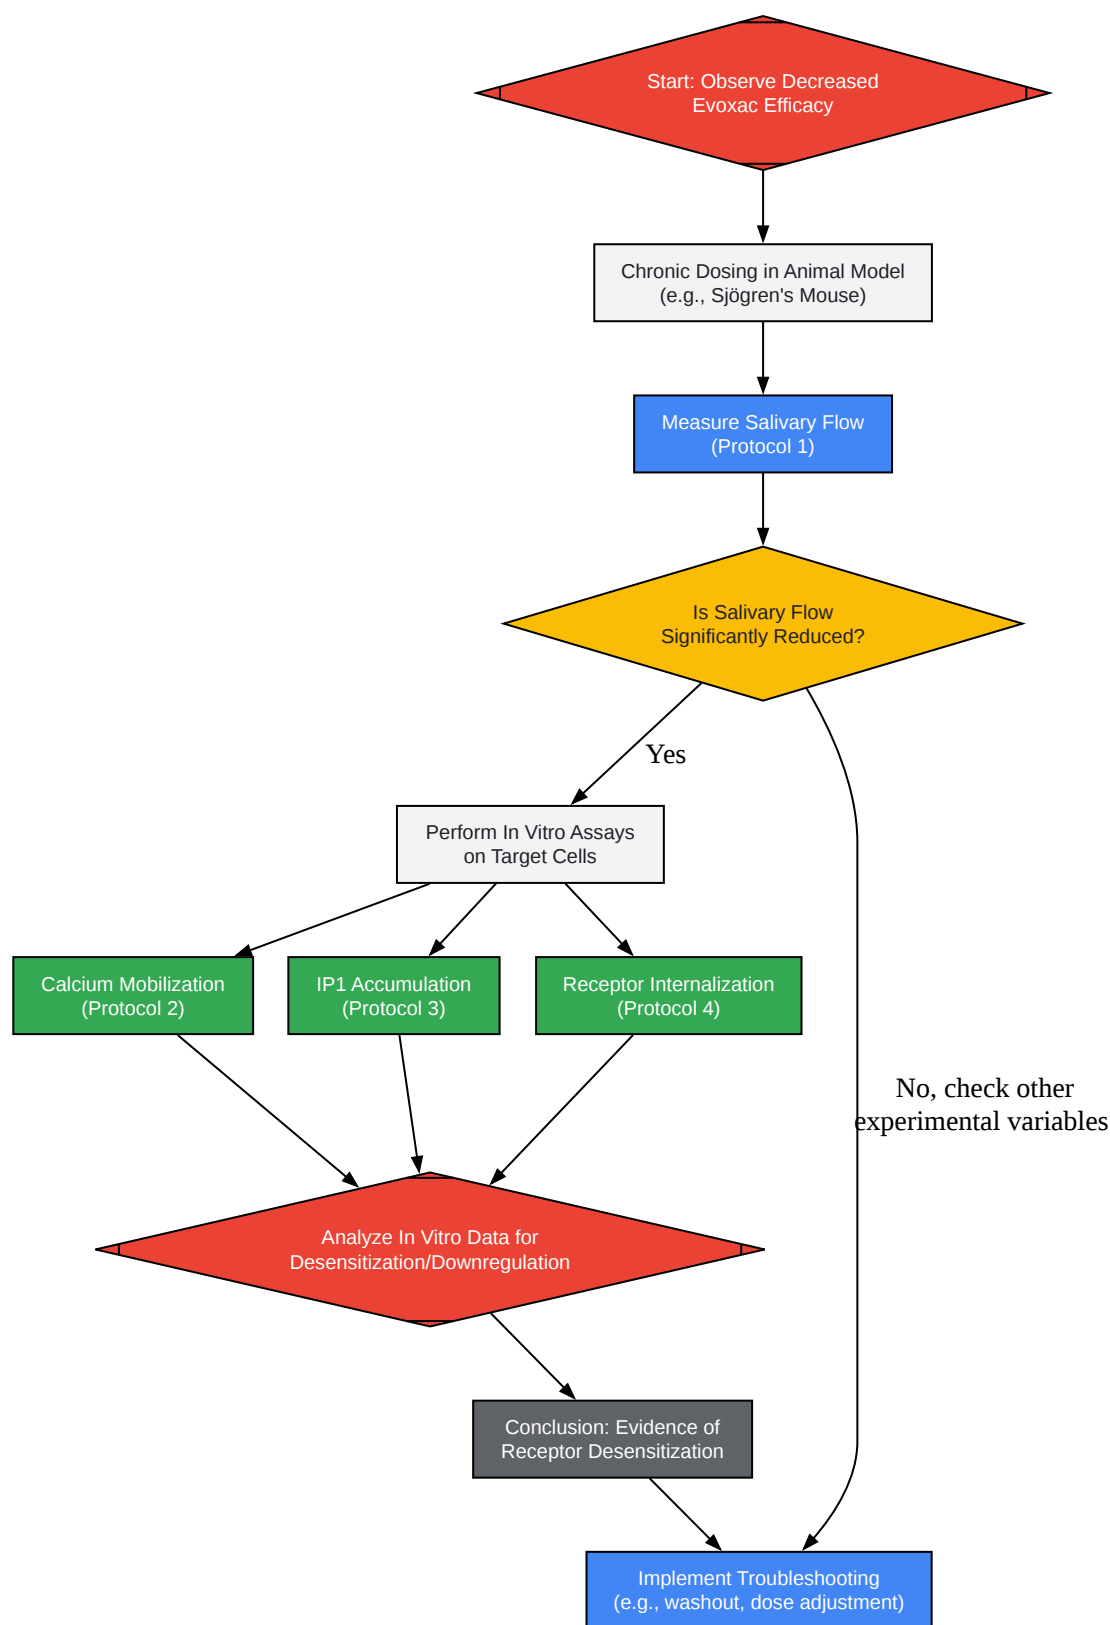 Start: Observe Decreased
Evoxac Efficacy
Chronic Dosing in Animal Model
(e.g., Sjögren's Mouse)
Measure Salivary Flow
(Protocol 1)
Is Salivary Flow
Significantly Reduced?
Yes
Perform In Vitro Assays
on Target Cells
Calcium Mobilization
(Protocol 2)
IP1 Accumulation
(Protocol 3)
Receptor Internalization
(Protocol 4)
No, check other
experimental variables
Analyze In Vitro Data for
Desensitization/Downregulation
Conclusion: Evidence of
Receptor Desensitization
Implement Troubleshooting
(e.g., washout, dose adjustment)